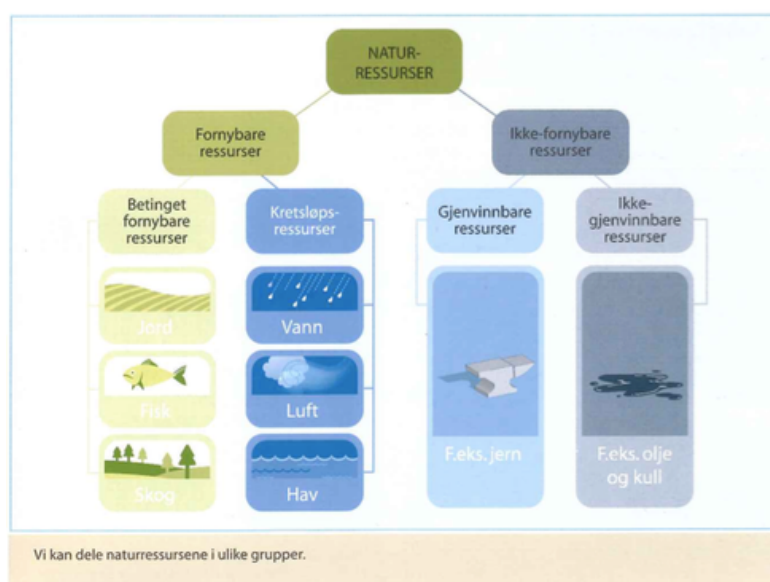 NATUR-
RESSURSER
Fornybare
ressurser
Ikke-fornybare
ressurser
Betinget
fornybare
ressurser
Kretsløps-
ressurser
Gjenvinnbare
ressurser
Ikke-
gjenvinnbare
ressurser
Jord
Vann
Fisk
Luft
Skog
Hav
F.eks. jern
F.eks. olje
og kull
Vi kan dele naturressursene i ulike grupper.